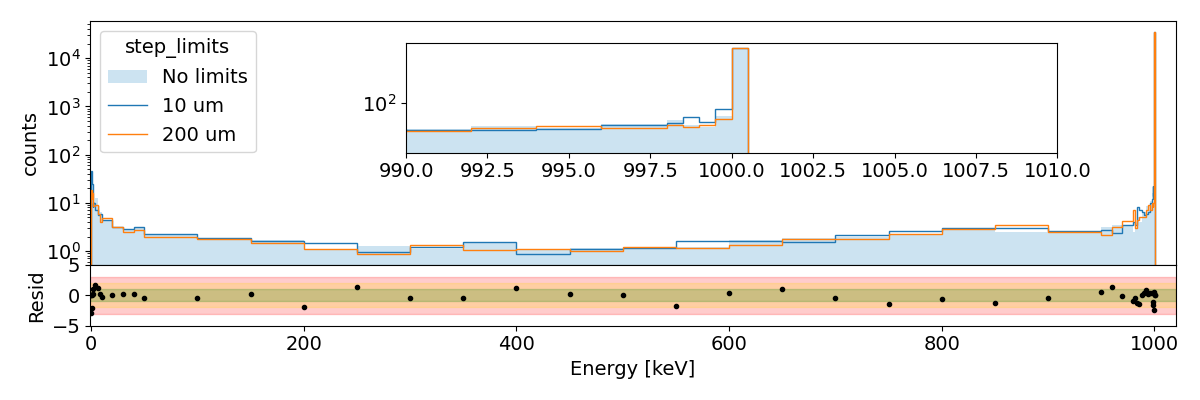 step_limits
No limits
10 um
200 um
counts
10^4
10^3
10^2
10^1
10^0
10^2
990.0 992.5 995.0 997.5 1000.0 1002.5 1005.0 1007.5 1010.0
Resid
5
0
−5
0 200 400 600 800 1000
Energy [keV]